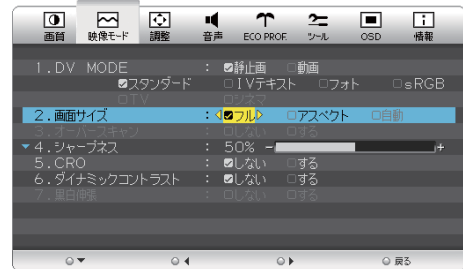 画質 映像モード 調整 音声 ECO PROF. ツール OSD 情報
1.DV MODE : 静止画 動画
スタンダード IVテキスト フォト sRGB
TV シネマ
2.画面サイズ : フル アスペクト 自動
3.オーバースキャン : しない する
4.シャープネス : 50% - +
5.CRO : しない する
6.ダイナミックコントラスト : しない する
7.黒白伸張 : しない する
戻る